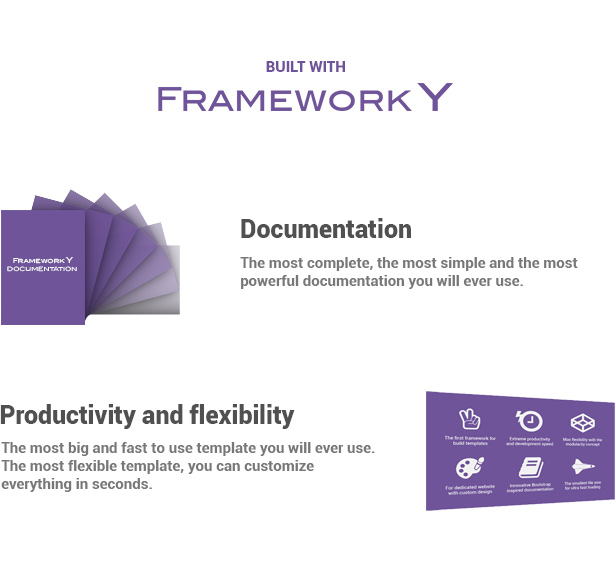 BUILT WITH
FRAMEWORK Y
FRAMEWORK Y
DOCUMENTATION
Documentation
The most complete, the most simple and the most
powerful documentation you will ever use.
Productivity and flexibility
The most big and fast to use template you will ever use.
The most flexible template, you can customize
everything in seconds.
The first framework for
build templates
Extreme productivity
and development speed
Max flexibility with the
modularity concept
For dedicated website
with custom design
Innovative Bootstrap
inspired documentation
The smallest file size
for ultra fast loading